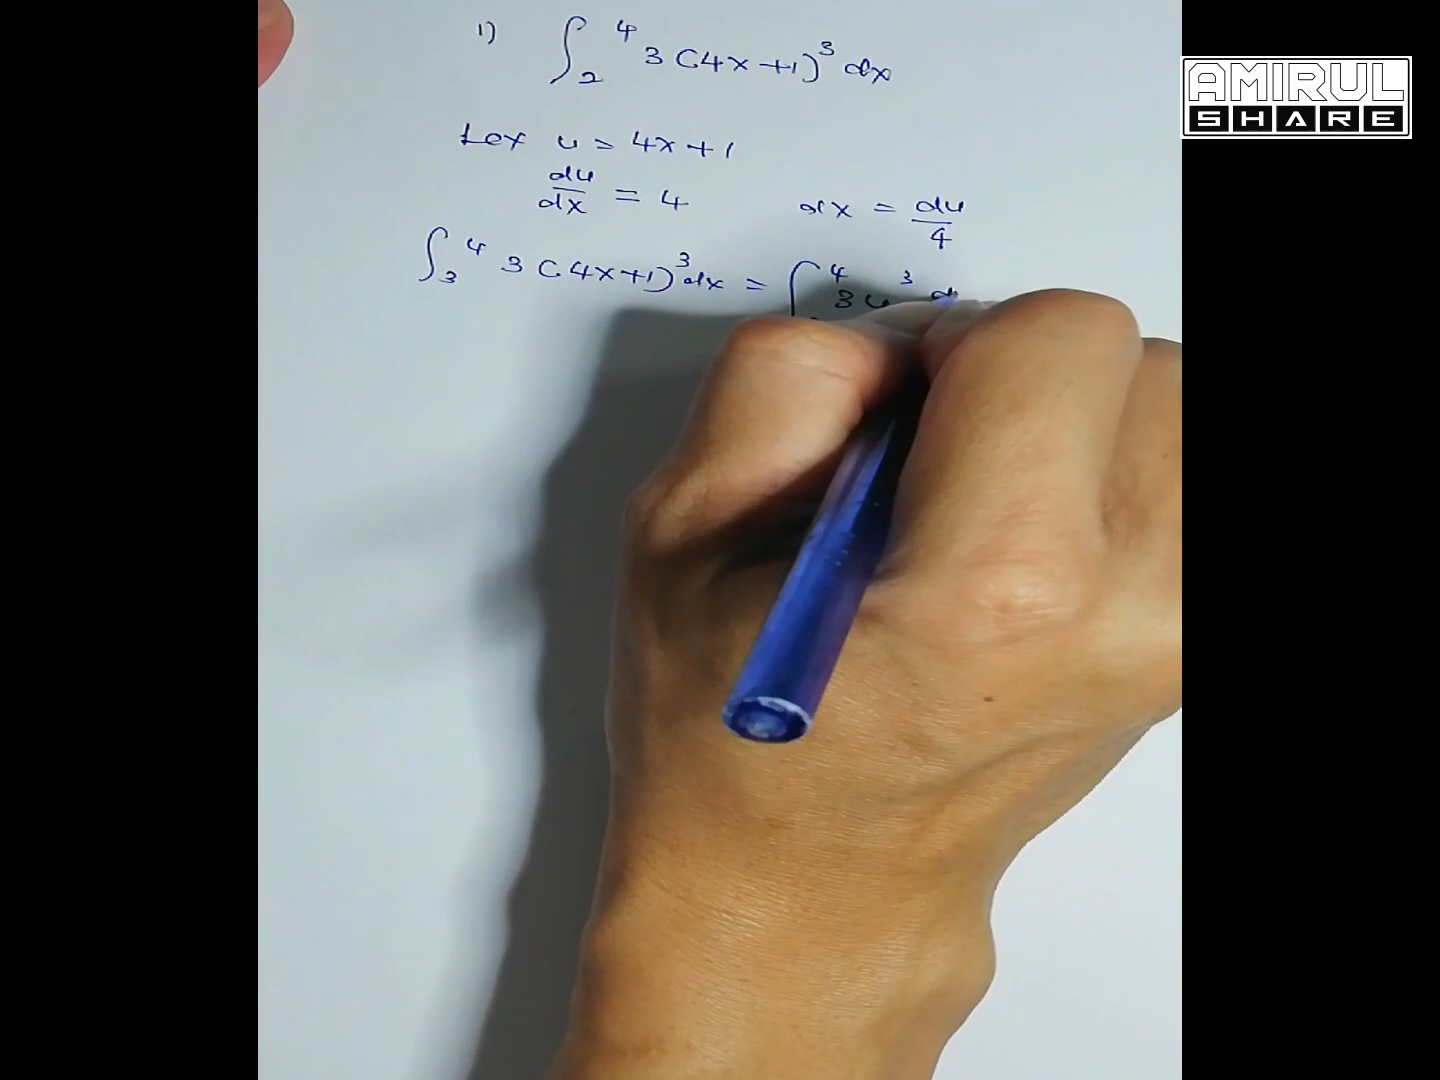 1) ∫₂⁴ 3(4x+1)³ dx
Let u = 4x+1
du/dx = 4 dx = du/4
∫₃⁴ 3(4x+1)³ dx = ∫⁴ 3u³ d
AMIRUL
SHARE